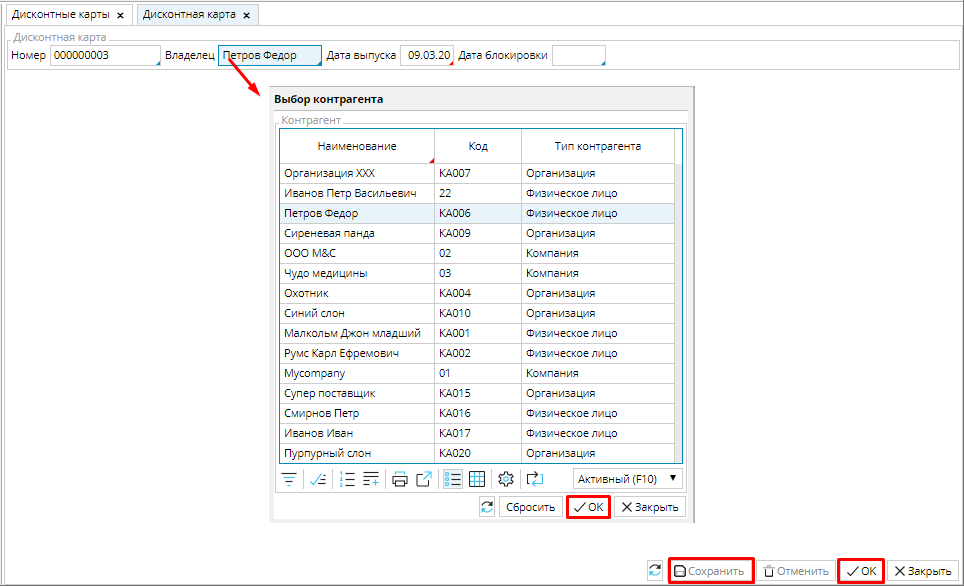 Дисконтные карты x Дисконтная карта x
Дисконтная карта
Номер 000000003 Владелец Петров Федор Дата выпуска 09.03.20 Дата блокировки
Выбор контрагента
Контрагент
Наименование Код Тип контрагента
Организация XXX КА007 Организация
Иванов Петр Васильевич 22 Физическое лицо
Петров Федор КА006 Физическое лицо
Сиреневая панда КА009 Организация
ООО М&С 02 Компания
Чудо медицины 03 Компания
Охотник КА004 Организация
Синий слон КА010 Организация
Малкольм Джон младший КА001 Физическое лицо
Румс Карл Ефремович КА002 Физическое лицо
Mycompany 01 Компания
Супер поставщик КА015 Организация
Смирнов Петр КА016 Физическое лицо
Иванов Иван КА017 Физическое лицо
Пурпурный слон КА020 Организация
Активный (F10)
Сбросить ОК Закрыть
Сохранить Отменить ОК Закрыть